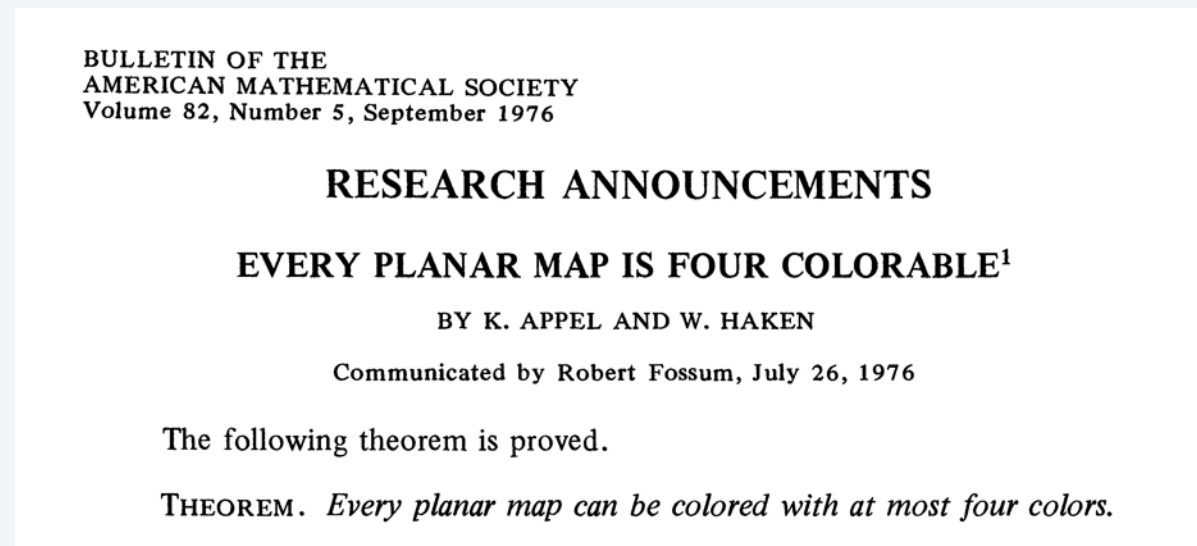 BULLETIN OF THE
AMERICAN MATHEMATICAL SOCIETY
Volume 82, Number 5, September 1976
RESEARCH ANNOUNCEMENTS
EVERY PLANAR MAP IS FOUR COLORABLE¹
BY K. APPEL AND W. HAKEN
Communicated by Robert Fossum, July 26, 1976
The following theorem is proved.
THEOREM. Every planar map can be colored with at most four colors.